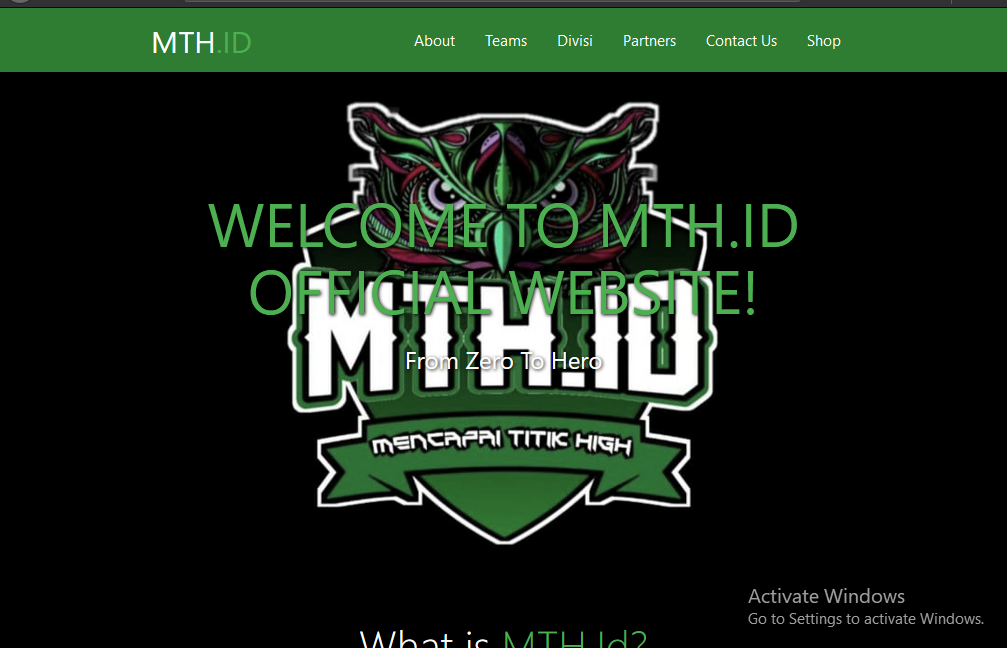 MTH.ID
About Teams Divisi Partners Contact Us Shop
WELCOME TO MTH.ID
OFFICIAL WEBSITE!
MTH.ID
From Zero To Hero
MENCAPAI TITIK HIGH
Activate Windows
Go to Settings to activate Windows.
What is MTH.Id?